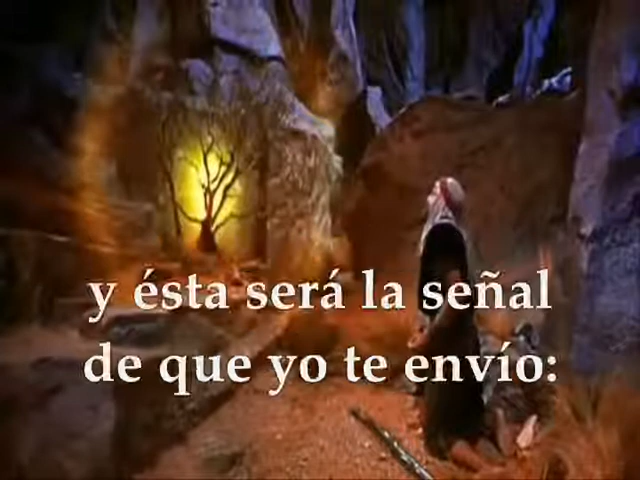 y ésta será la señal
de que yo te envío: